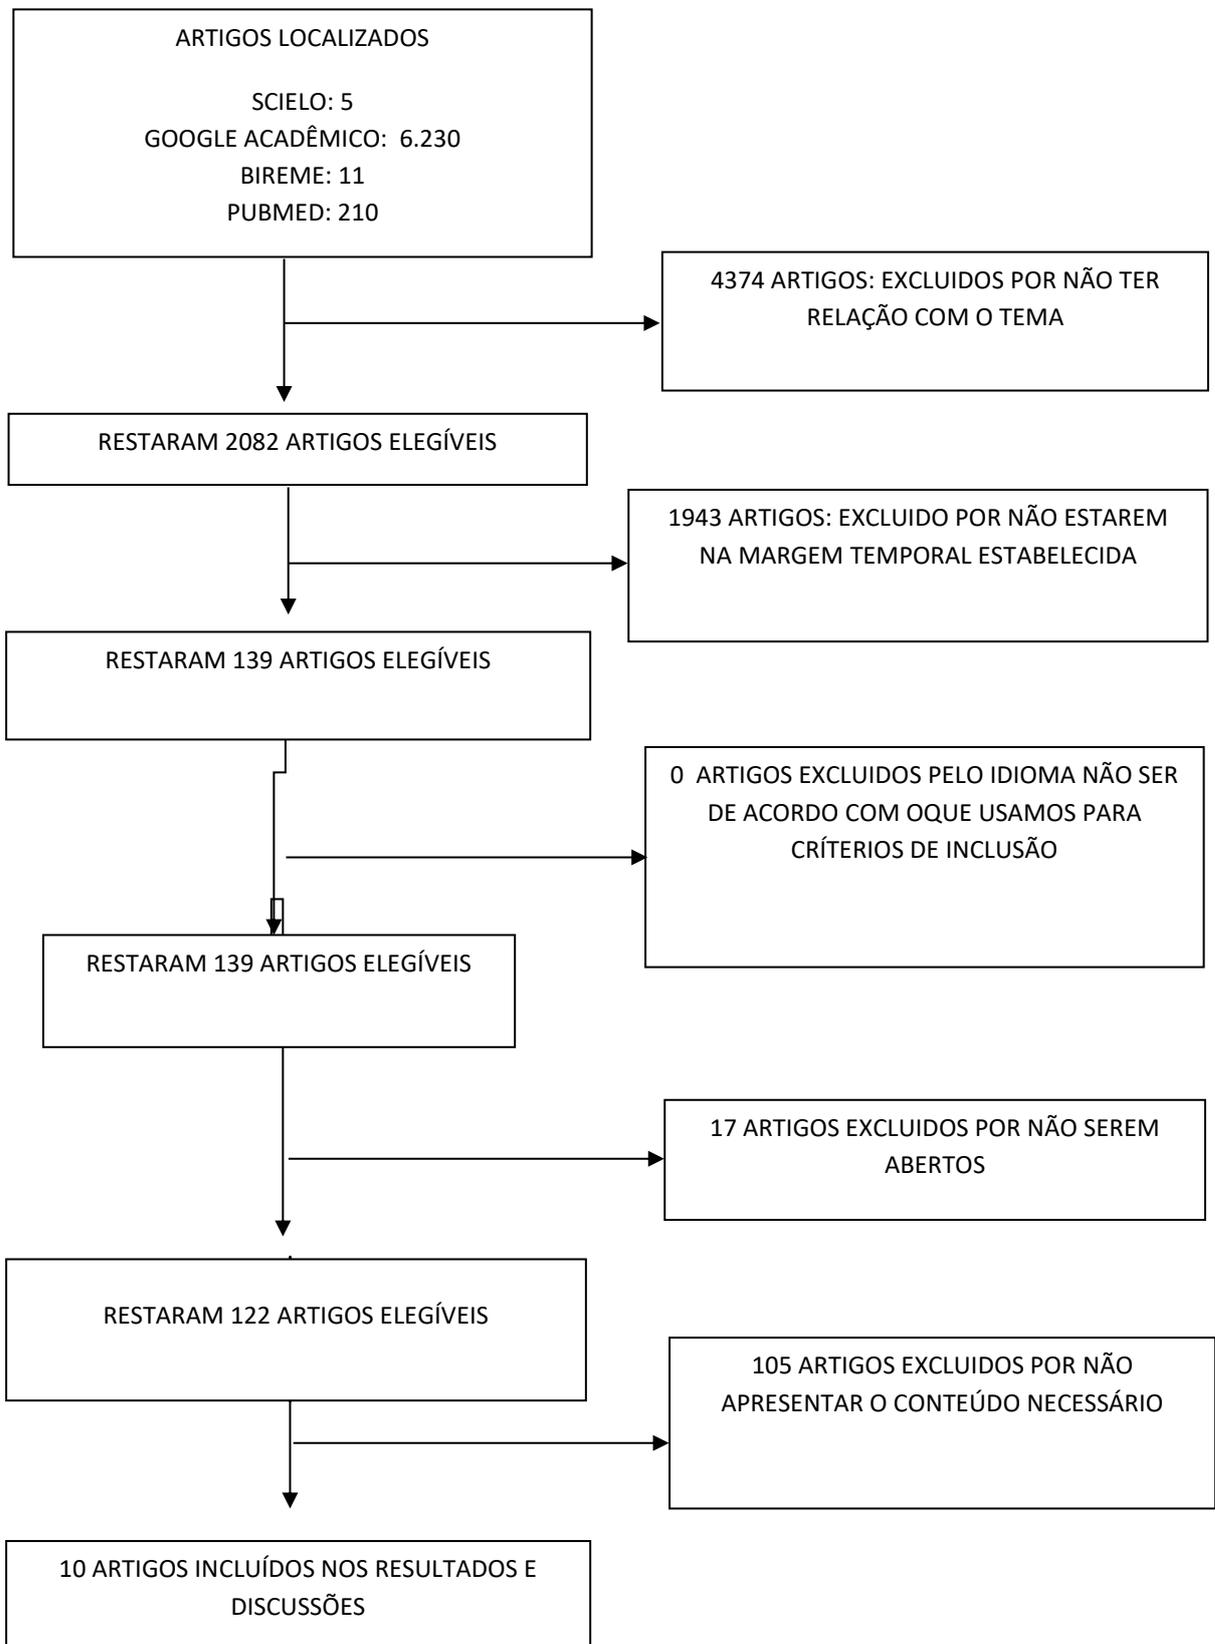 ARTIGOS LOCALIZADOS
SCIELO: 5
GOOGLE ACADÊMICO: 6.230
BIREME: 11
PUBMED: 210
4374 ARTIGOS: EXCLUIDOS POR NÃO TER
RELAÇÃO COM O TEMA
RESTARAM 2082 ARTIGOS ELEGÍVEIS
1943 ARTIGOS: EXCLUIDO POR NÃO ESTAREM
NA MARGEM TEMPORAL ESTABELECIDA
RESTARAM 139 ARTIGOS ELEGÍVEIS
0 ARTIGOS EXCLUIDOS PELO IDIOMA NÃO SER
DE ACORDO COM OQUE USAMOS PARA
CRÍTERIOS DE INCLUSÃO
RESTARAM 139 ARTIGOS ELEGÍVEIS
17 ARTIGOS EXCLUIDOS POR NÃO SEREM
ABERTOS
RESTARAM 122 ARTIGOS ELEGÍVEIS
105 ARTIGOS EXCLUIDOS POR NÃO
APRESENTAR O CONTEÚDO NECESSÁRIO
10 ARTIGOS INCLUÍDOS NOS RESULTADOS E
DISCUSSÕES